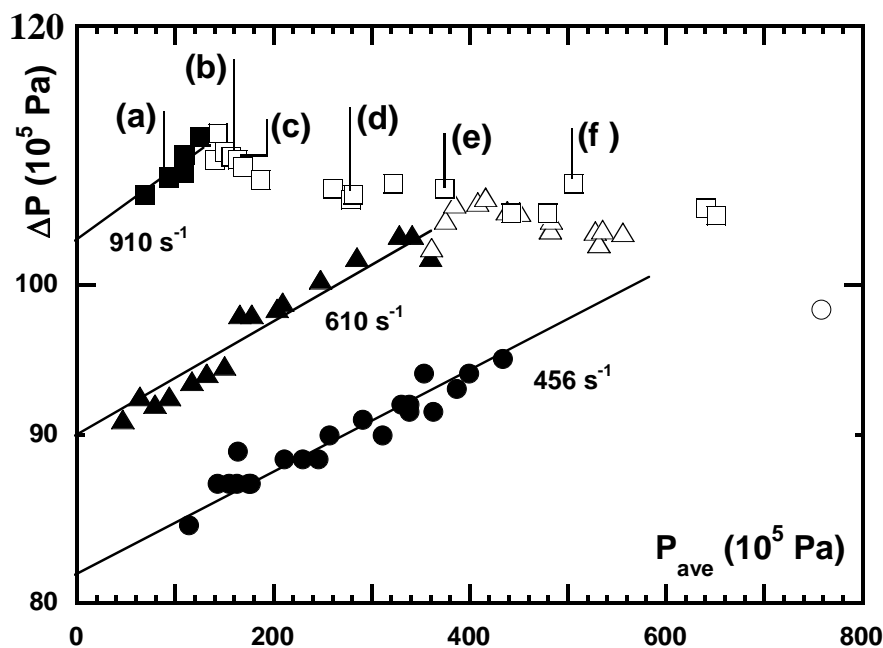 120
(b)
(a)
(c)
(d)
(e)
(f )
ΔP (10⁵ Pa)
910 s⁻¹
100
610 s⁻¹
456 s⁻¹
90
P_ave (10⁵ Pa)
80
0 200 400 600 800